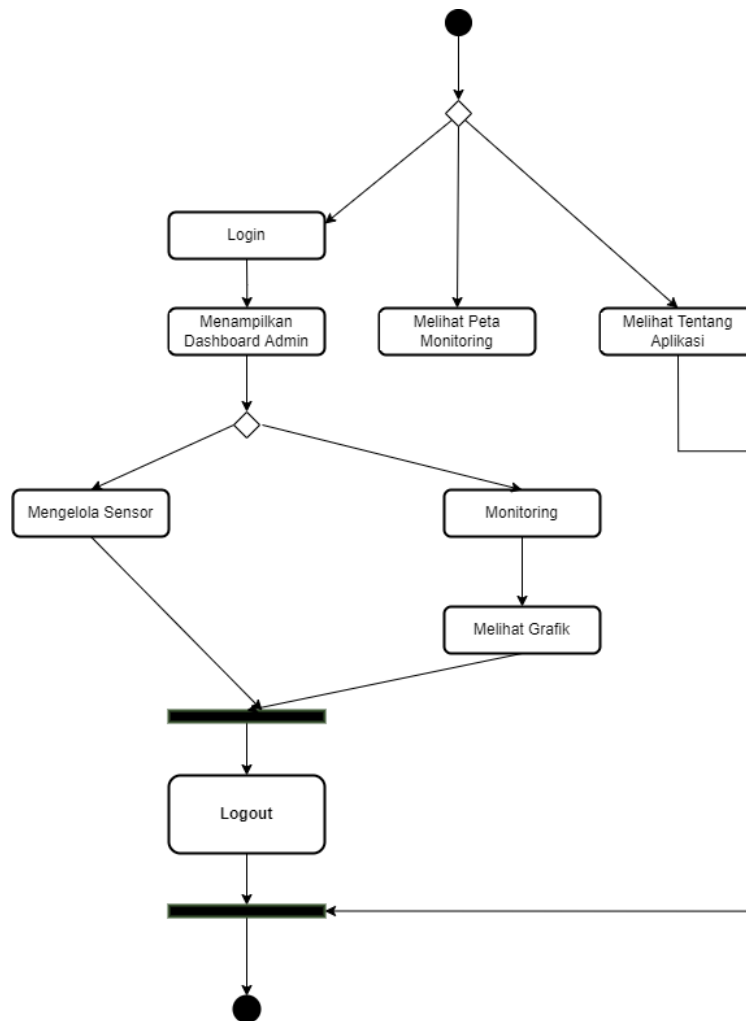 Login
Menampilkan
Dashboard Admin
Melihat Peta
Monitoring
Melihat Tentang
Aplikasi
Mengelola Sensor
Monitoring
Melihat Grafik
Logout